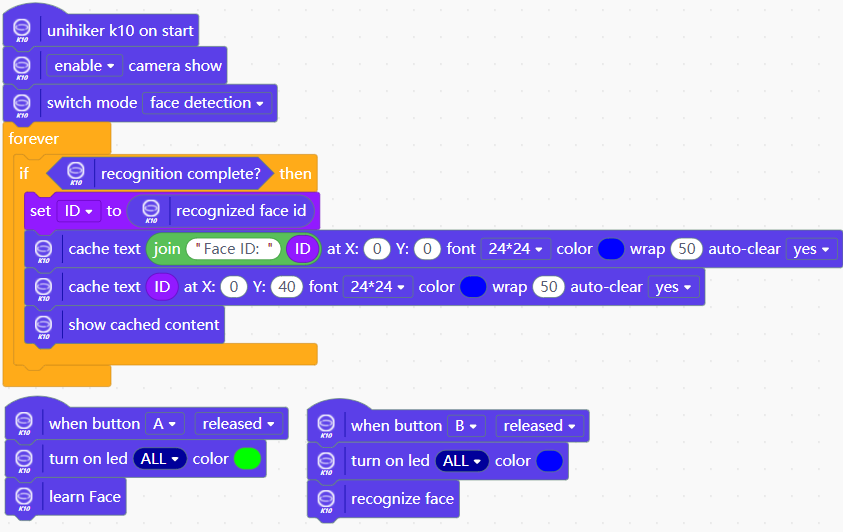 unihiker k10 on start
K10
enable camera show
K10
switch mode face detection
K10
forever
if K10 recognition complete? then
set ID to K10 recognized face id
K10 cache text join "Face ID: " ID at X: 0 Y: 0 font 24*24 color wrap 50 auto-clear yes
K10 cache text ID at X: 0 Y: 40 font 24*24 color wrap 50 auto-clear yes
K10 show cached content
K10 when button A released
K10 turn on led ALL color
K10 learn Face
K10 when button B released
K10 turn on led ALL color
K10 recognize face